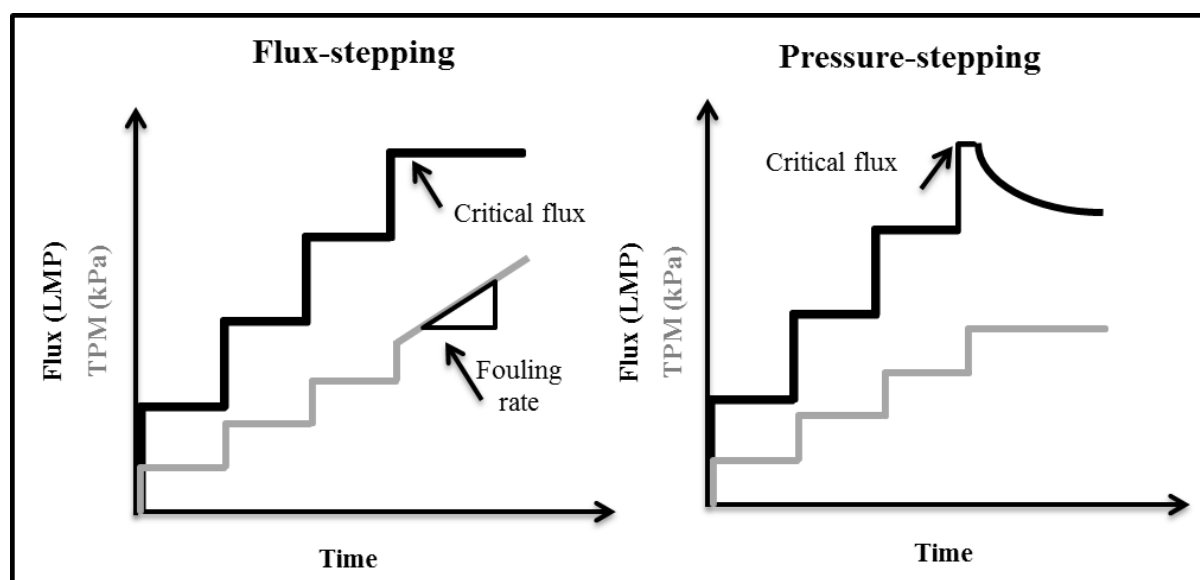 Flux-stepping
Flux (LMP)
TPM (kPa)
Critical flux
Fouling
rate
Time
Pressure-stepping
Flux (LMP)
TPM (kPa)
Critical flux
Time